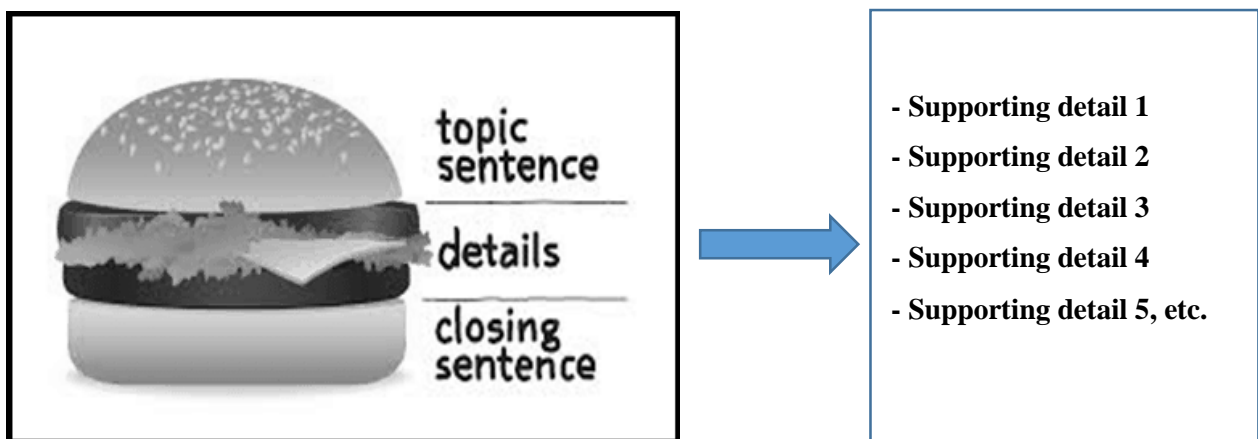 topic
sentence
details
closing
sentence
- Supporting detail 1
- Supporting detail 2
- Supporting detail 3
- Supporting detail 4
- Supporting detail 5, etc.